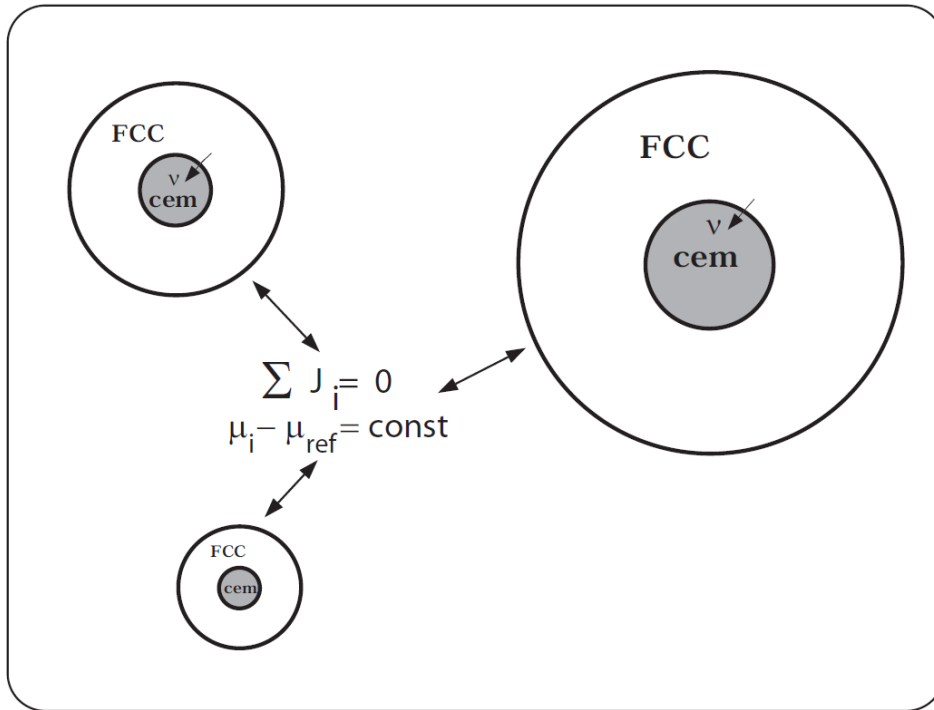 FCC
ν
cem
FCC
ν
cem
∑ J_i = 0
μ_i − μ_ref = const
FCC
cem